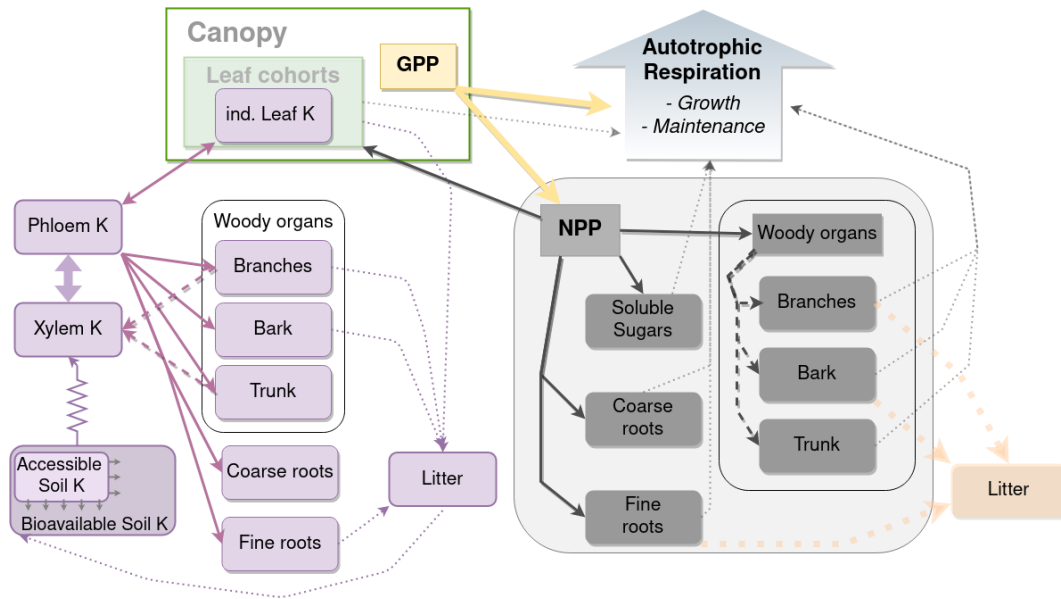 Canopy
GPP
Leaf cohorts
ind. Leaf K
Autotrophic
Respiration
- Growth
- Maintenance
Phloem K
Xylem K
Woody organs
Branches
Bark
Trunk
Coarse roots
Fine roots
Accessible
Soil K
Bioavailable Soil K
Litter
NPP
Soluble
Sugars
Coarse
roots
Fine
roots
Woody organs
Branches
Bark
Trunk
Litter